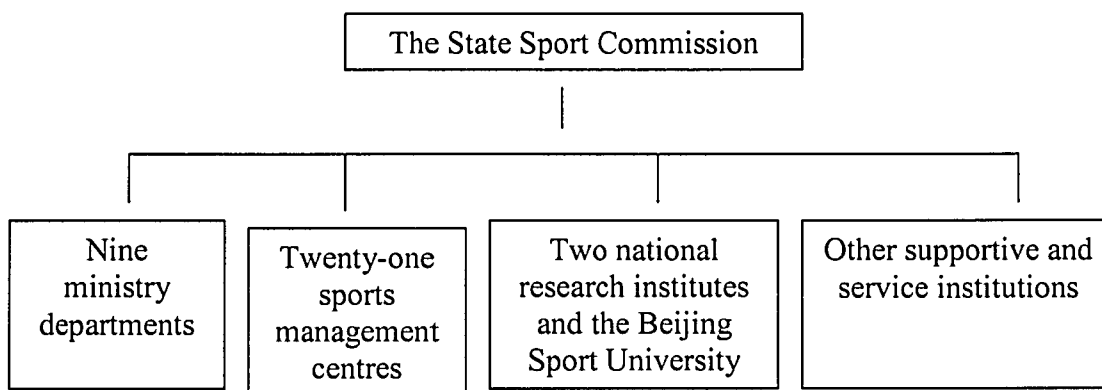 The State Sport Commission
Nine
ministry
departments
Twenty-one
sports
management
centres
Two national
research institutes
and the Beijing
Sport University
Other supportive and
service institutions